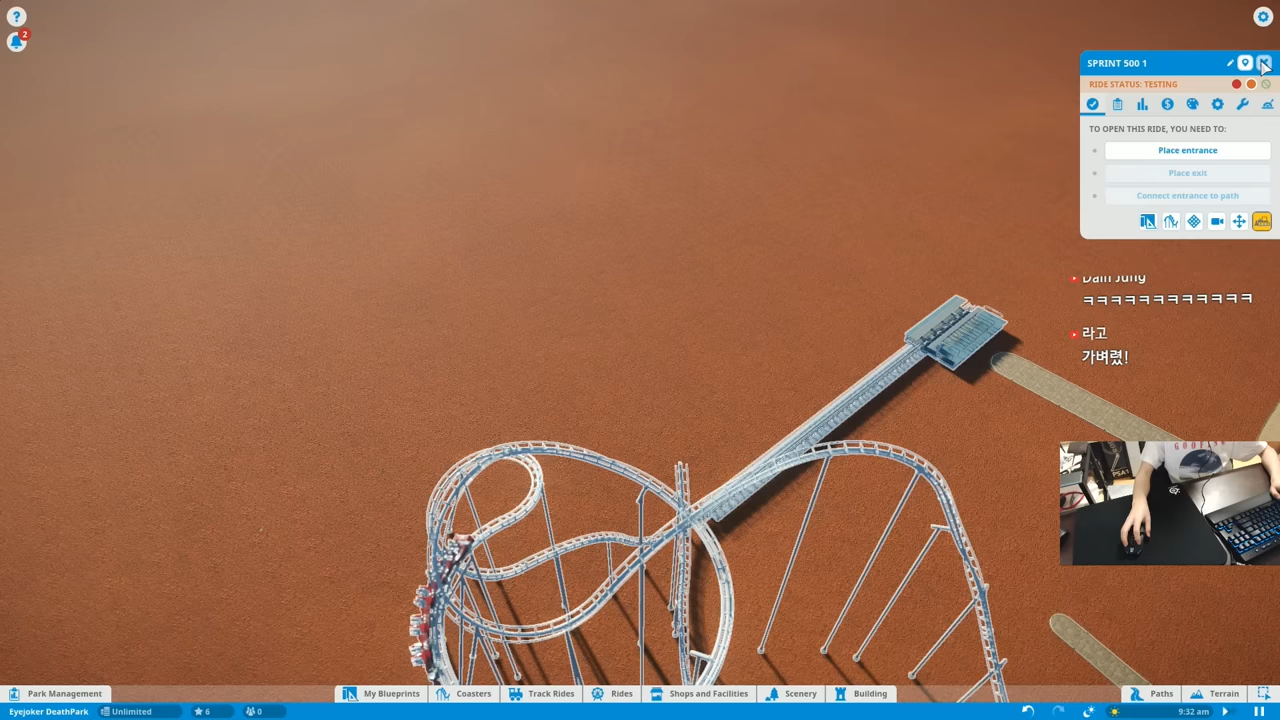 ?
2
SPRINT 500 1
RIDE STATUS: TESTING
TO OPEN THIS RIDE, YOU NEED TO:
Place entrance
Place exit
Connect entrance to path
Dain Jung
ㅋㅋㅋㅋㅋㅋㅋㅋㅋㅋㅋㅋ
라고
가벼렸!
Park Management
My Blueprints
Coasters
Track Rides
Rides
Shops and Facilities
Scenery
Building
Paths
Terrain
Eyejoker DeathPark
Unlimited
6
0
9:32 am